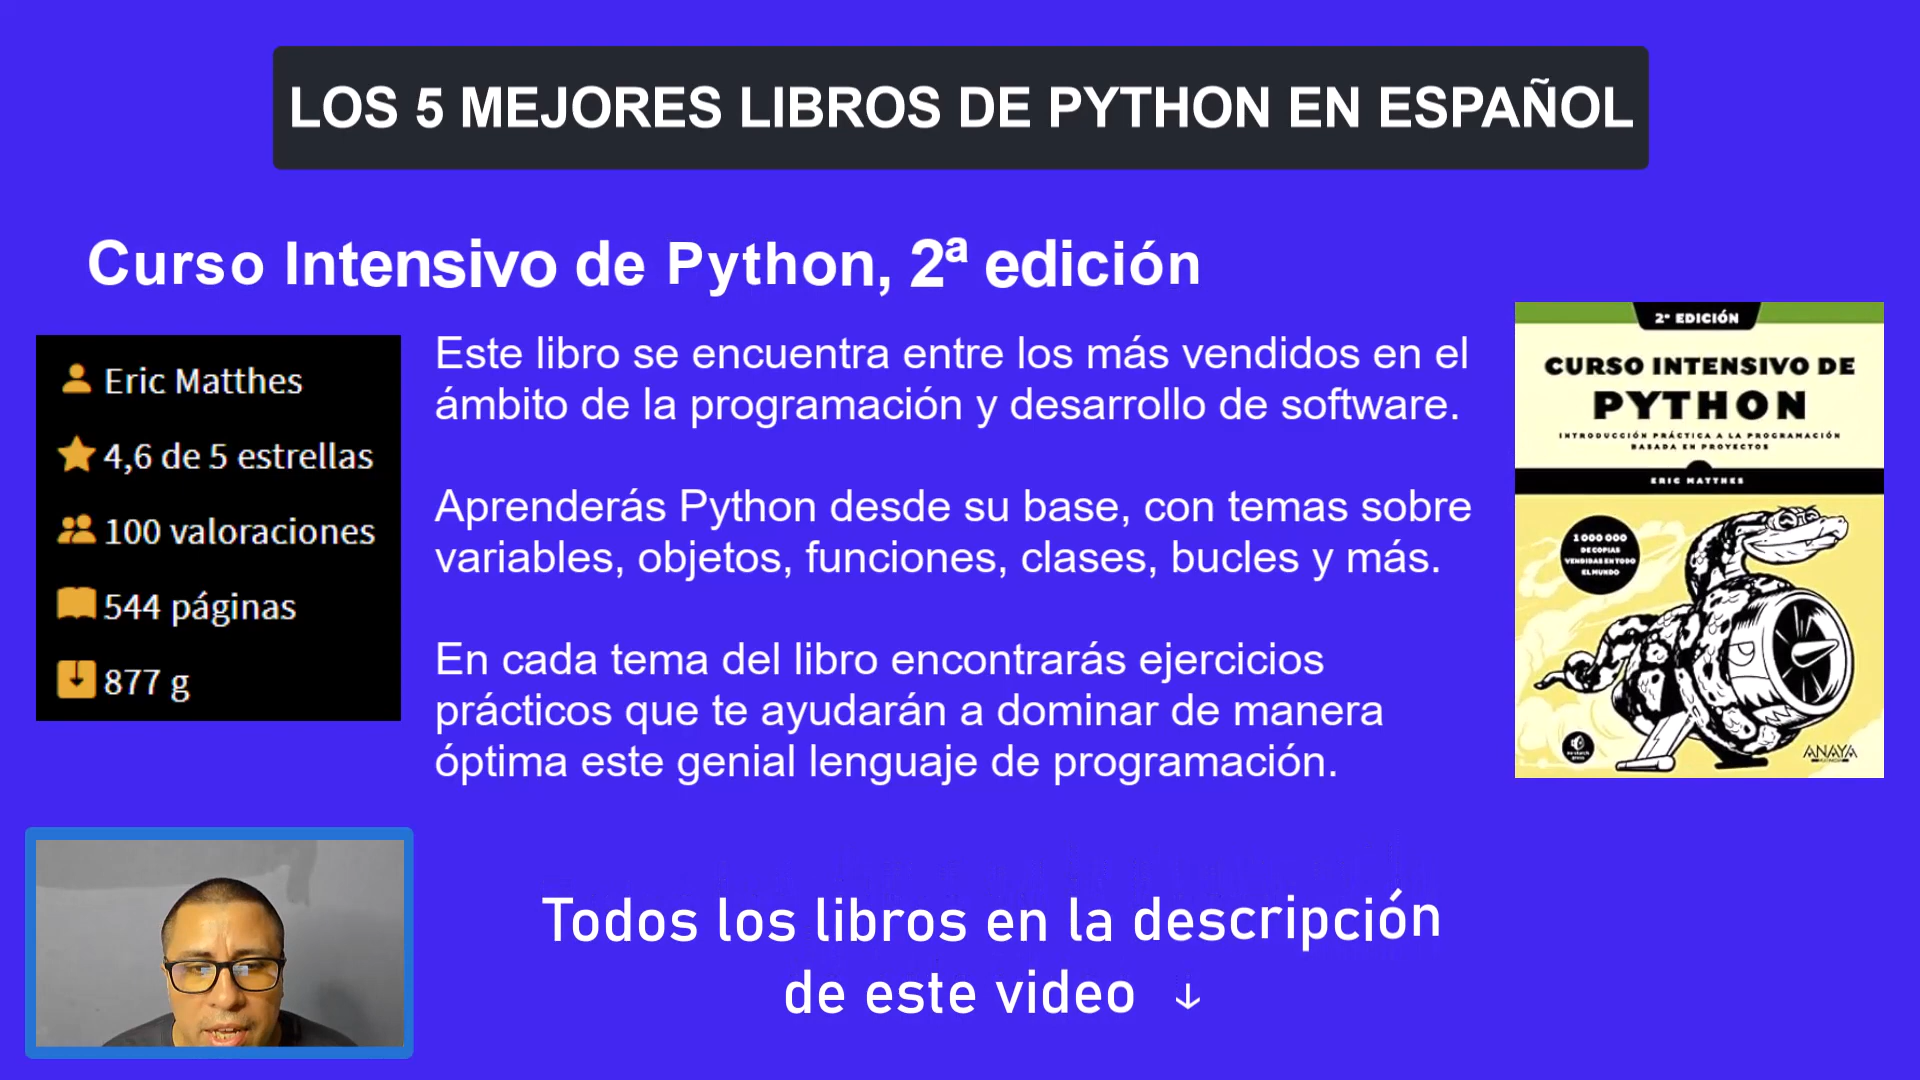 LOS 5 MEJORES LIBROS DE PYTHON EN ESPAÑOL
Curso Intensivo de Python, 2ª edición
Eric Matthes
4,6 de 5 estrellas
100 valoraciones
544 páginas
877 g
Este libro se encuentra entre los más vendidos en el
ámbito de la programación y desarrollo de software.
Aprenderás Python desde su base, con temas sobre
variables, objetos, funciones, clases, bucles y más.
En cada tema del libro encontrarás ejercicios
prácticos que te ayudarán a dominar de manera
óptima este genial lenguaje de programación.
2ª EDICIÓN
CURSO INTENSIVO DE
PYTHON
INTRODUCCIÓN PRÁCTICA A LA PROGRAMACIÓN
BASADA EN PROYECTOS
ERIC MATTHES
1 000 000
DE COPIAS
VENDIDAS EN TODO
EL MUNDO
ANAYA
Todos los libros en la descripción
de este video ↓